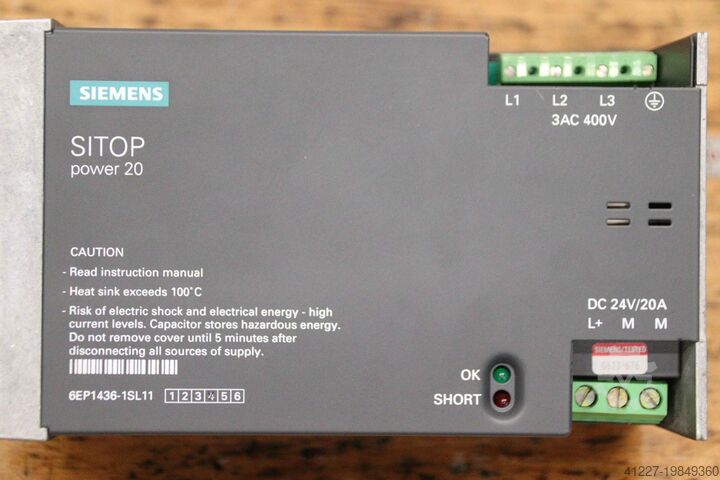 SIEMENS
SITOP
power 20
L1 L2 L3
3AC 400V
CAUTION
- Read instruction manual
- Heat sink exceeds 100°C
- Risk of electric shock and electrical energy - high
current levels. Capacitor stores hazardous energy.
Do not remove cover until 5 minutes after
disconnecting all sources of supply.
6EP1436-1SL11 1 2 3 4 5 6
DC 24V/20A
L+ M M
SIEMENS/TESTED
OK
SHORT
41227-19849360